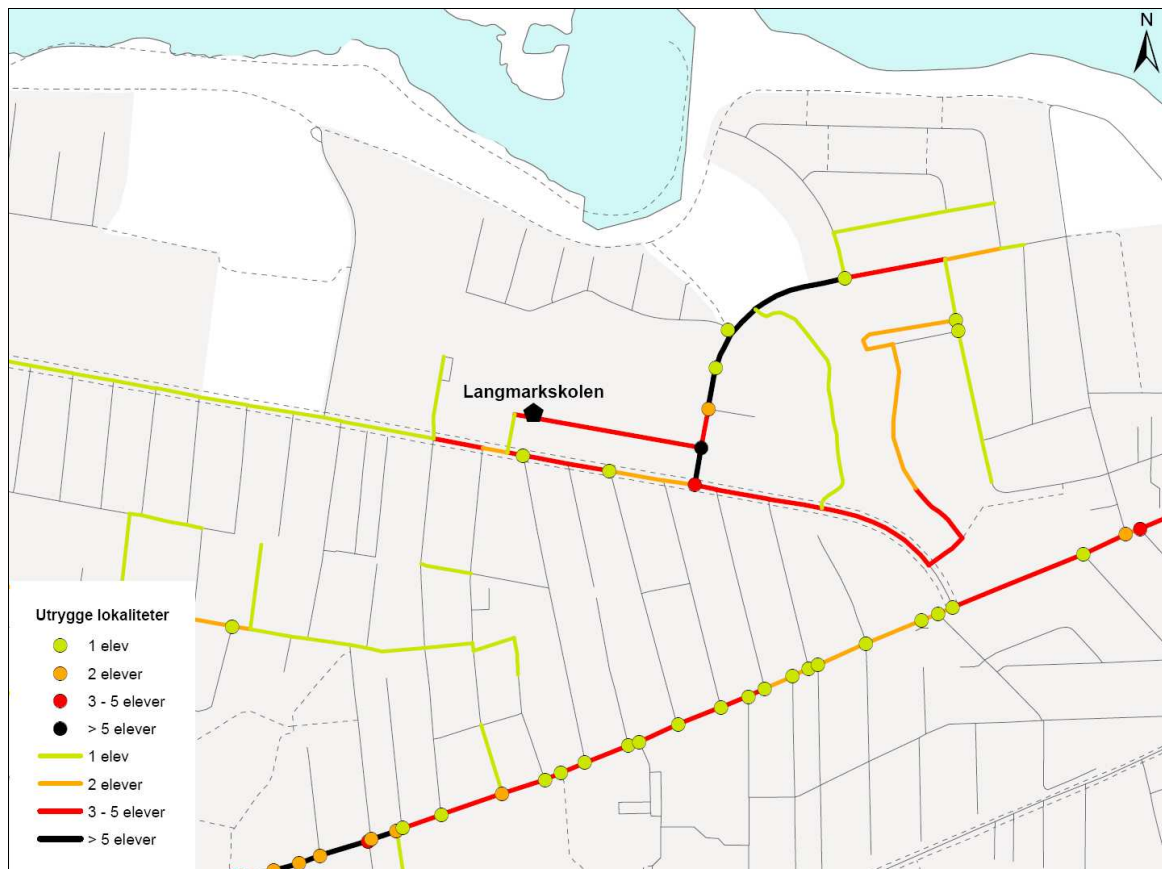 N
Langmarkskolen
Utrygge lokaliteter
1 elev
2 elever
3 - 5 elever
> 5 elever
1 elev
2 elever
3 - 5 elever
> 5 elever